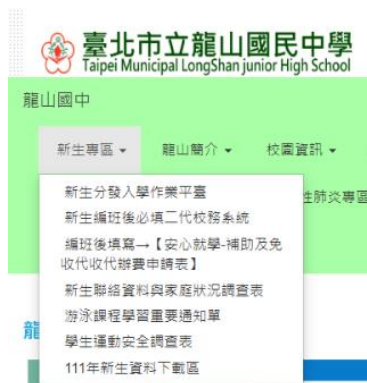 臺北市立龍山國民中學
Taipei Municipal LongShan junior High School
龍山國中
新生專區 龍山簡介 校園資訊
性肺炎專區
新生分發入學作業平臺
新生編班後必填二代校務系統
編班後填寫→【安心就學-補助及免
收代收代辦費申請表】
新生聯絡資料與家庭狀況調查表
游泳課程學習重要通知單
龍
學生運動安全調查表
111年新生資料下載區